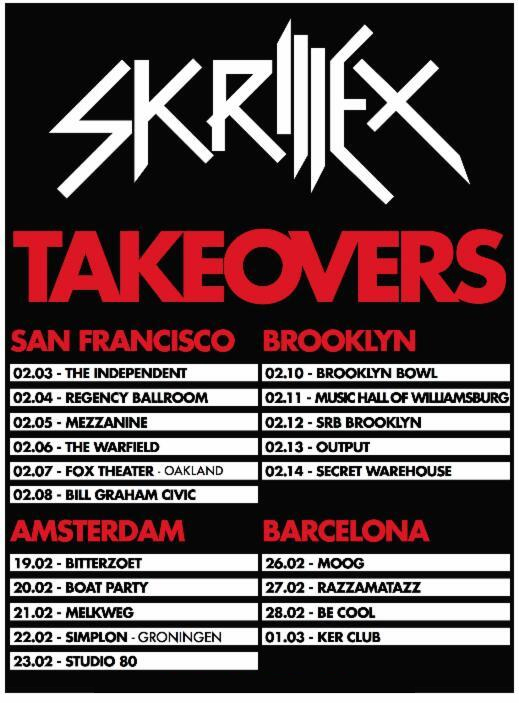 SKRILLEX
TAKEOVERS
SAN FRANCISCO
02.03 - THE INDEPENDENT
02.04 - REGENCY BALLROOM
02.05 - MEZZANINE
02.06 - THE WARFIELD
02.07 - FOX THEATER - OAKLAND
02.08 - BILL GRAHAM CIVIC
BROOKLYN
02.10 - BROOKLYN BOWL
02.11 - MUSIC HALL OF WILLIAMSBURG
02.12 - SRB BROOKLYN
02.13 - OUTPUT
02.14 - SECRET WAREHOUSE
AMSTERDAM
19.02 - BITTERZOET
20.02 - BOAT PARTY
21.02 - MELKWEG
22.02 - SIMPLON - GRONINGEN
23.02 - STUDIO 80
BARCELONA
26.02 - MOOG
27.02 - RAZZAMATAZZ
28.02 - BE COOL
01.03 - KER CLUB